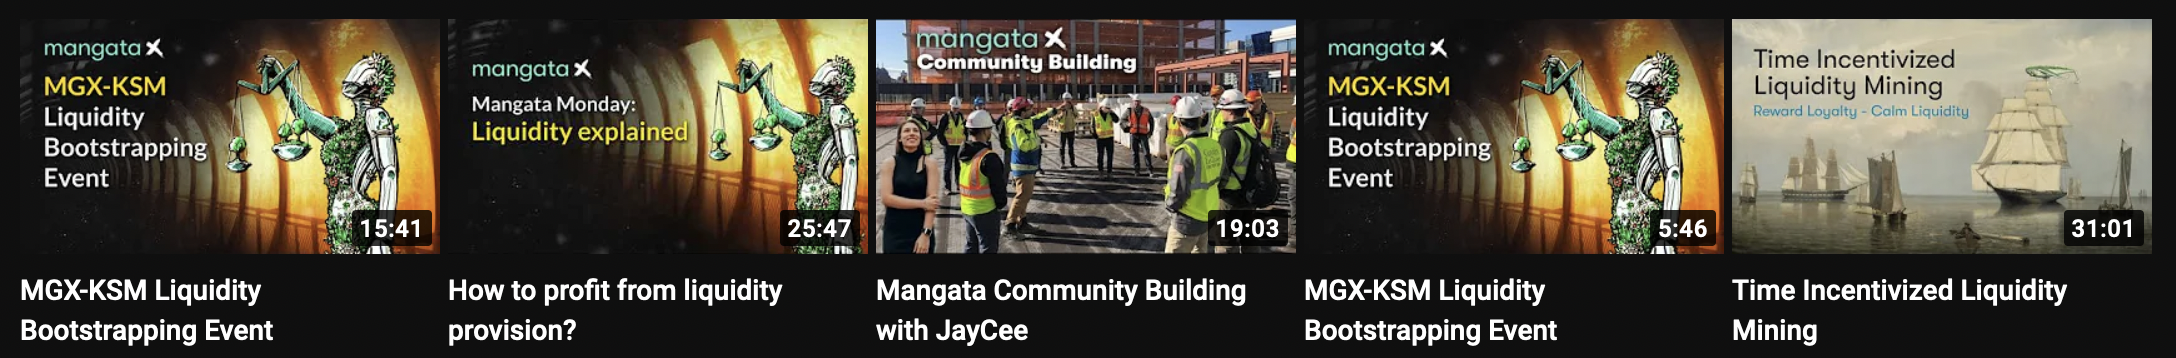 mangata X
MGX-KSM
Liquidity
Bootstrapping
Event
15:41
MGX-KSM Liquidity
Bootstrapping Event
mangata X
Mangata Monday:
Liquidity explained
25:47
How to profit from liquidity
provision?
mangata X
Community Building
19:03
Mangata Community Building
with JayCee
mangata X
MGX-KSM
Liquidity
Bootstrapping
Event
5:46
MGX-KSM Liquidity
Bootstrapping Event
Time Incentivized
Liquidity Mining
Reward Loyalty - Calm Liquidity
31:01
Time Incentivized Liquidity
Mining